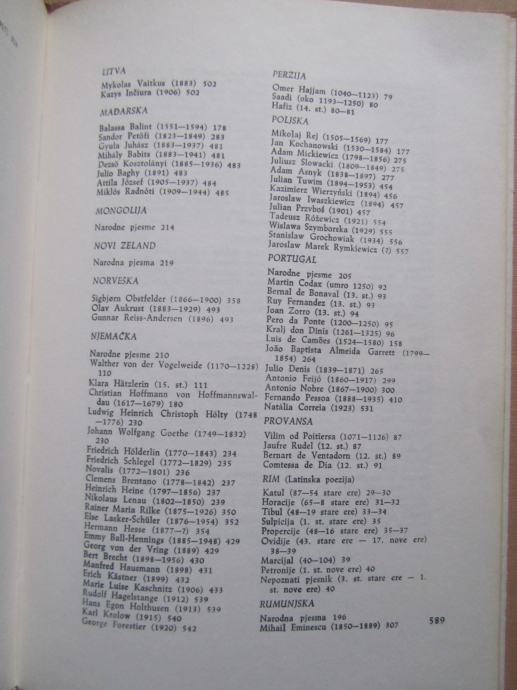 LITVA
Mykolas Vaitkus (1883) 502
Kazys Inčiura (1906) 502
MAĐARSKA
Balassa Balint (1551—1594) 178
Sandor Petöfi (1823—1849) 283
Gyula Juhász (1883—1937) 481
Mihály Babits (1883—1941) 481
Dezsö Kosztolányi (1885—1936) 483
Julio Baghy (1891) 483
Attila József (1905—1937) 484
Miklós Radnóti (1909—1944) 485
MONGOLIJA
Narodne pjesme 214
NOVI ZELAND
Narodna pjesma 219
NORVEŠKA
Sigbjørn Obstfelder (1866—1900) 358
Olav Aukrust (1883—1929) 493
Gunnar Reiss-Andersen (1896) 493
NJEMAČKA
Narodne pjesme 210
Walther von der Vogelweide (1170—1228)
110
Klara Hätzlerin (15. st.) 111
Christian Hoffmann von Hoffmannswal-
dau (1617—1679) 180
Ludwig Heinrich Christoph Hölty (1748
—1776) 230
Johann Wolfgang Goethe (1749—1832)
230
Friedrich Hölderlin (1770—1843) 234
Friedrich Schlegel (1772—1829) 235
Novalis (1772—1801) 236
Clemens Brentano (1778—1842) 237
Heinrich Heine (1797—1856) 237
Nikolaus Lenau (1802—1850) 239
Rainer Maria Rilke (1875—1926) 350
Else Lasker-Schüler (1876—1954) 352
Hermann Hesse (1877—?) 354
Emmy Ball-Hennings (1885—1948) 429
Georg von der Vring (1889) 429
Bert Brecht (1898—1956) 430
Manfred Hausmann (1898) 431
Erich Kästner (1899) 432
Marie Luise Kaschnitz (1906) 433
Rudolf Hagelstange (1912) 539
Hans Egon Holthusen (1913) 539
Karl Krolow (1915) 540
George Forestier (1920) 542
PERZIJA
Omer Hajjam (1040—1123) 79
Saadi (oko 1193—1250) 80
Hafiz (14. st.) 80—81
POLJSKA
Mikolaj Rej (1505—1569) 177
Jan Kochanowski (1530—1584) 177
Adam Mickiewicz (1798—1856) 275
Juliusz Slowacki (1809—1849) 275
Adam Asnyk (1838—1897) 277
Julian Tuwim (1894—1953) 454
Kazimierz Wierzyński (1894) 456
Jaroslaw Iwaszkiewicz (1894) 457
Julian Przyboś (1901) 457
Tadeusz Różewicz (1921) 554
Wislawa Szymborska (1929) 555
Stanislaw Grochowiak (1934) 556
Jaroslaw Marek Rymkiewicz (?) 557
PORTUGAL
Narodne pjesme 205
Martin Codax (umro 1250) 92
Bernal de Bonaval (13. st.) 93
Ruy Fernandez (13. st.) 93
Joan Zorro (13. st.) 94
Pero da Ponte (1200—1250) 95
Kralj don Dinis (1261—1325) 96
Luis de Camões (1524—1580) 158
João Baptista Almeida Garrett (1799—
1854) 264
Julio Denis (1839—1871) 265
Antonio Feijó (1860—1917) 299
Antonio Nobre (1867—1900) 300
Fernando Pessoa (1888—1935) 410
Natália Correia (1923) 531
PROVANSA
Vilim od Poitiersa (1071—1126) 87
Jaufre Rudel (12. st.) 87
Bernart de Ventadorn (12. st.) 89
Comtessa de Dia (12. st.) 91
RIM (Latinska poezija)
Katul (87—54 stare ere) 29—30
Horacije (65—8 stare ere) 31—32
Tibul (48—19 stare ere) 33—34
Sulpicija (1. st. stare ere) 35
Propercije (48—16 stare ere) 35—37
Ovidije (43. stare ere — 17. nove ere)
38—39
Marcijal (40—104) 39
Petronije (1. st. nove ere) 40
Nepoznati pjesnik (3. st. stare ere — 1.
st. nove ere) 40
RUMUNJSKA
Narodna pjesma 196
Mihail Eminescu (1850—1889) 307
589